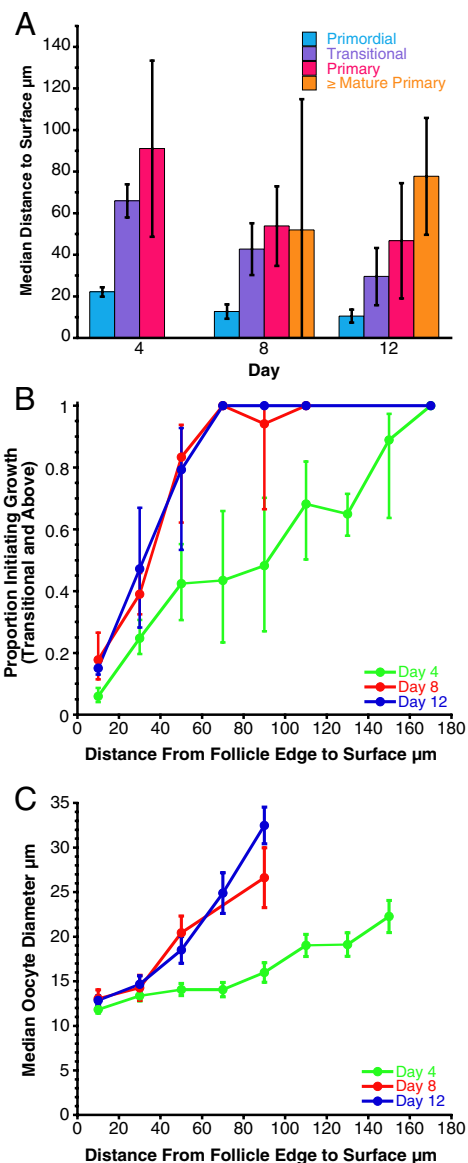 A
Median Distance to Surface µm
140
120
100
80
60
40
20
0
Primordial
Transitional
Primary
≥ Mature Primary
4 8 12
Day
B
Proportion Initiating Growth
(Transitional and Above)
1
0.8
0.6
0.4
0.2
0
Day 4
Day 8
Day 12
0 20 40 60 80 100 120 140 160 180
Distance From Follicle Edge to Surface µm
C
Median Oocyte Diameter µm
35
30
25
20
15
10
5
0
Day 4
Day 8
Day 12
0 20 40 60 80 100 120 140 160 180
Distance From Follicle Edge to Surface µm